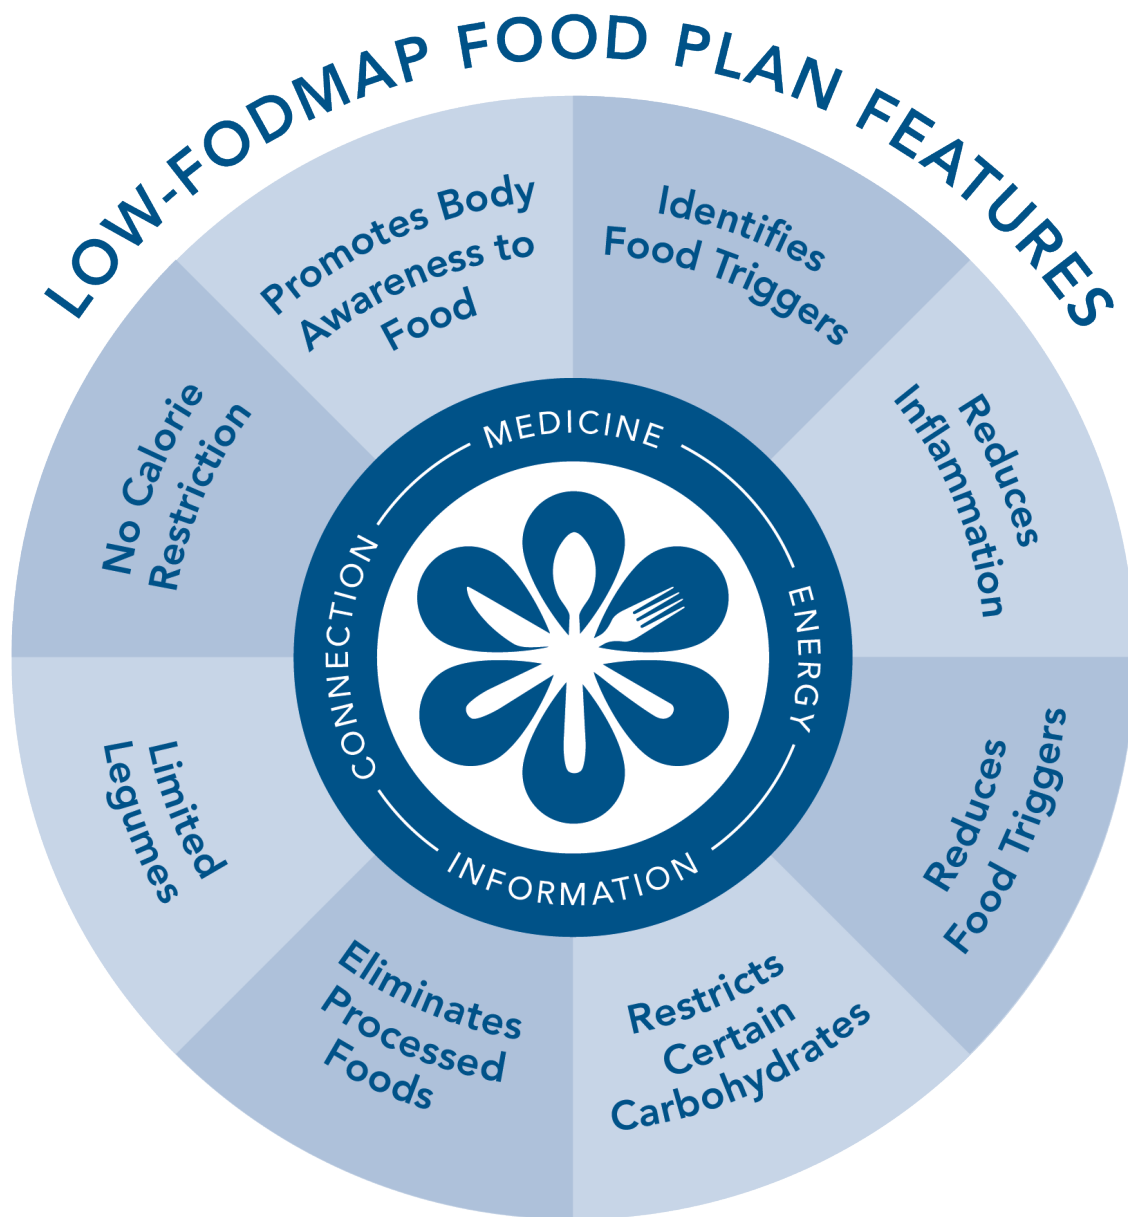 LOW-FODMAP FOOD PLAN FEATURES
Identifies
Food Triggers
Reduces
Inflammation
Reduces
Food Triggers
Restricts
Certain
Carbohydrates
Eliminates
Processed
Foods
Limited
Legumes
No Calorie
Restriction
Promotes Body
Awareness to
Food
MEDICINE
ENERGY
INFORMATION
CONNECTION